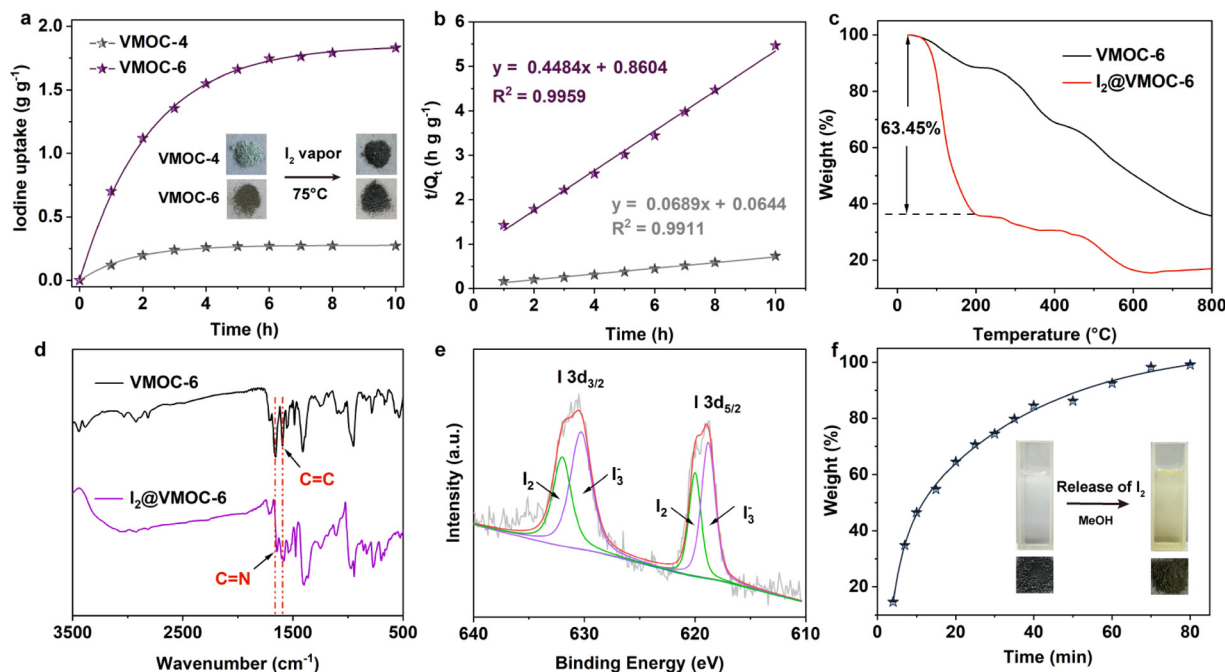 a
VMOC-4
VMOC-6
Iodine uptake (g g⁻¹)
2.0
1.5
1.0
0.5
0.0
VMOC-4
VMOC-6
I₂ vapor
75°C
0 2 4 6 8 10
Time (h)
b
t/Qₜ (h g g⁻¹)
6
5
4
3
2
1
0
y = 0.4484x + 0.8604
R² = 0.9959
y = 0.0689x + 0.0644
R² = 0.9911
0 2 4 6 8 10
Time (h)
c
VMOC-6
I₂@VMOC-6
Weight (%)
100
80
60
40
20
63.45%
0 200 400 600 800
Temperature (°C)
d
VMOC-6
C=C
I₂@VMOC-6
C=N
3500 2500 1500 500
Wavenumber (cm⁻¹)
e
Intensity (a.u.)
I 3d₃/₂
I 3d₅/₂
I₂
I₃⁻
I₂
I₃⁻
640 630 620 610
Binding Energy (eV)
f
Weight (%)
100
80
60
40
20
Release of I₂
MeOH
0 20 40 60 80
Time (min)